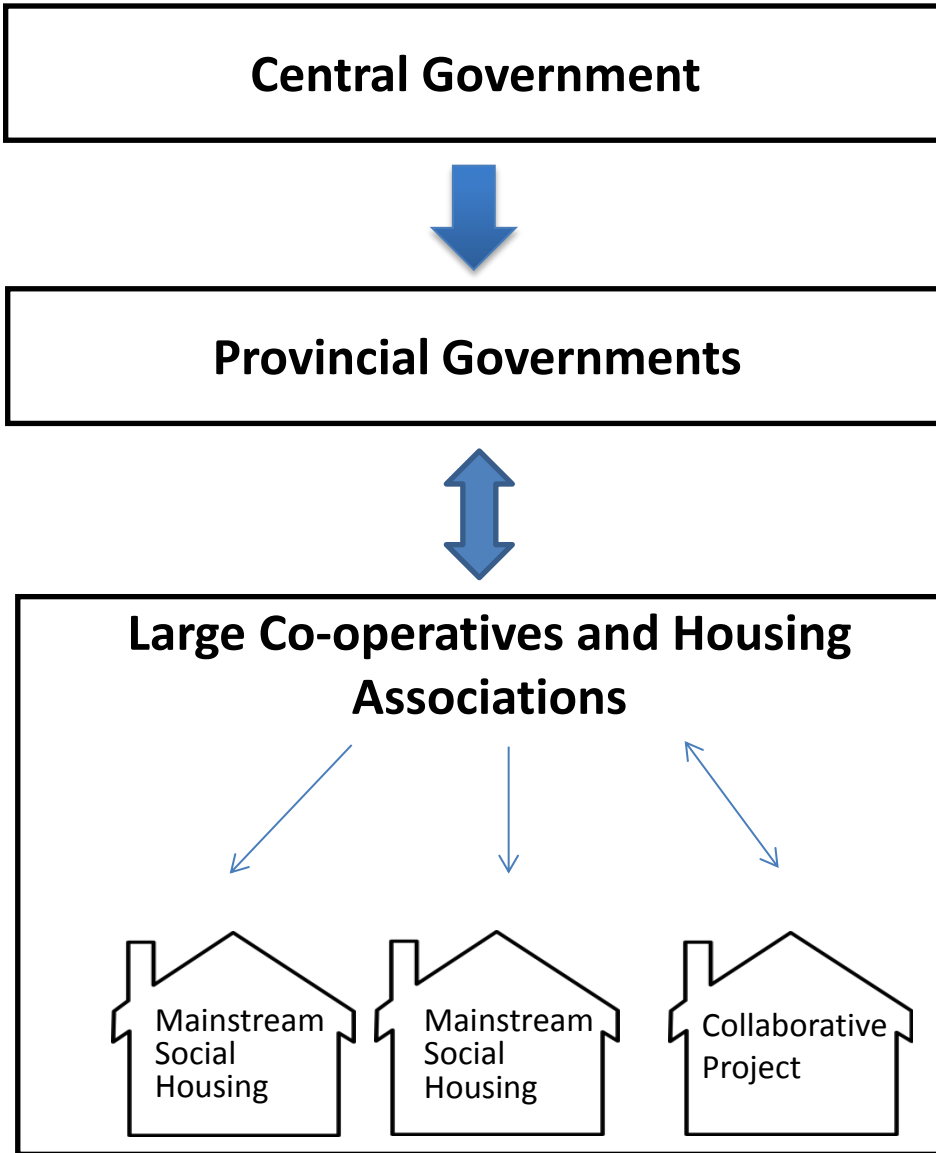 Central Government
Provincial Governments
Large Co-operatives and Housing
Associations
Mainstream
Social
Housing
Mainstream
Social
Housing
Collaborative
Project